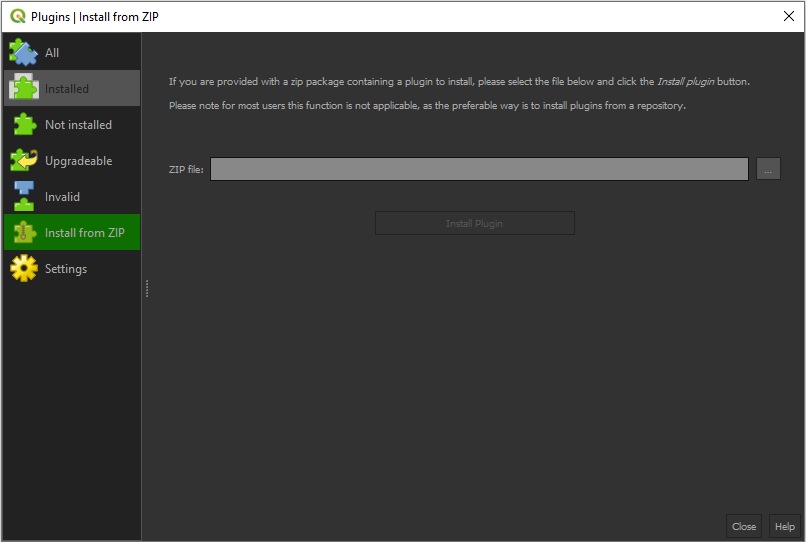 Plugins | Install from ZIP
All
Installed
Not installed
Upgradeable
Invalid
Install from ZIP
Settings
If you are provided with a zip package containing a plugin to install, please select the file below and click the Install plugin button.
Please note for most users this function is not applicable, as the preferable way is to install plugins from a repository.
ZIP file:
...
Install Plugin
Close
Help